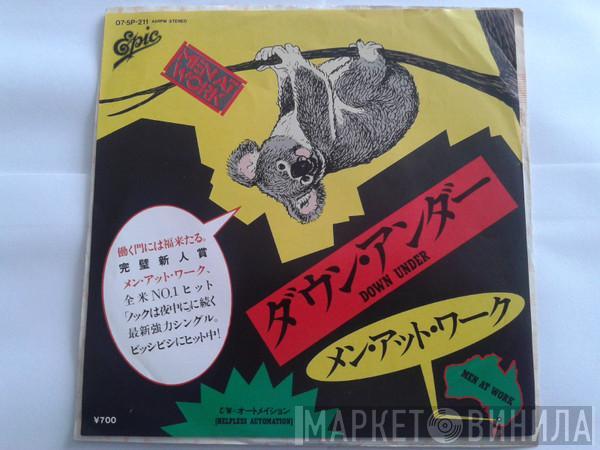 07·5P-211 45RPM STEREO
Epic
MEN AT
WORK
働く門には福来たる。
完璧新人賞
メン・アット・ワーク、
全米NO.1ヒット
「ノックは夜中に」に続く
最新強力シングル。
ビッシビシにヒット中!
ダウン・アンダー
DOWN UNDER
メン・アット・ワーク
MEN AT WORK
C/W=オートメイション
(HELPLESS AUTOMATION)
¥700
МАРКЕТ ВИНИЛА